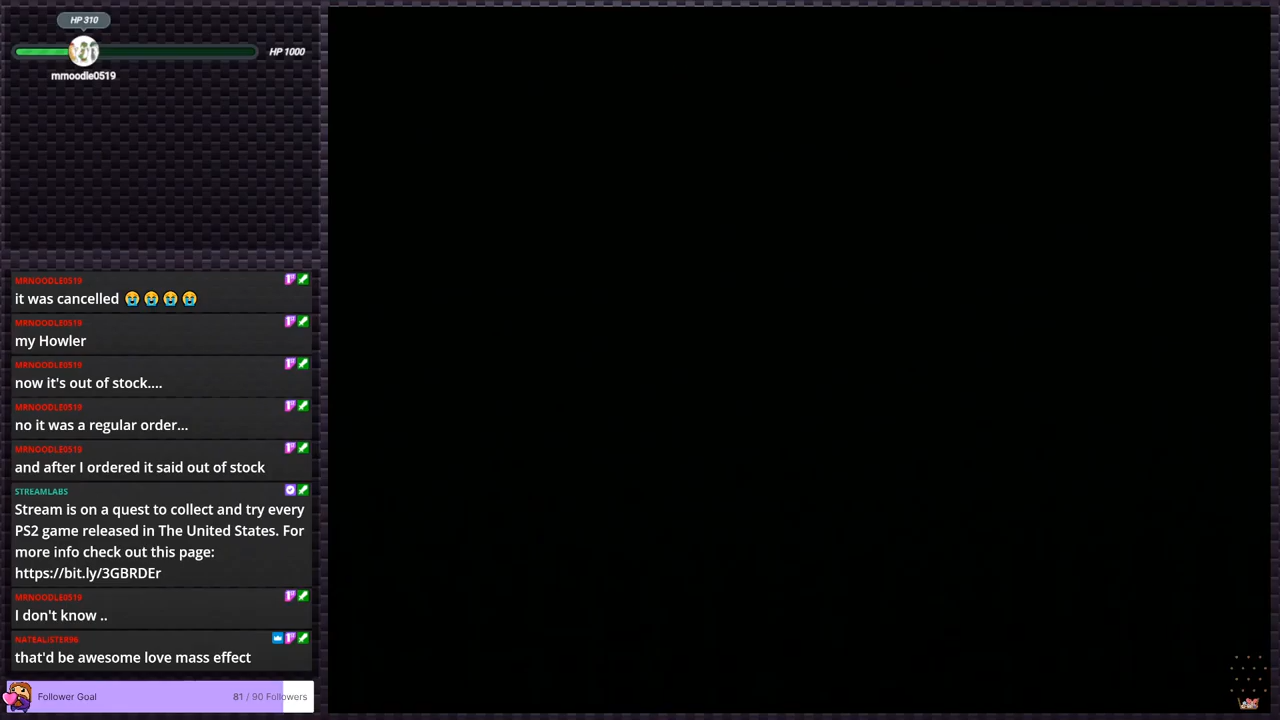 HP 310
HP 1000
mrnoodle0519
MRNOODLE0519
it was cancelled 😭 😭 😭 😭
MRNOODLE0519
my Howler
MRNOODLE0519
now it's out of stock....
MRNOODLE0519
no it was a regular order...
MRNOODLE0519
and after I ordered it said out of stock
STREAMLABS
Stream is on a quest to collect and try every
PS2 game released in The United States. For
more info check out this page:
https://bit.ly/3GBRDEr
MRNOODLE0519
I don't know ..
NATEALISTER96
that'd be awesome love mass effect
Follower Goal
81 / 90 Followers